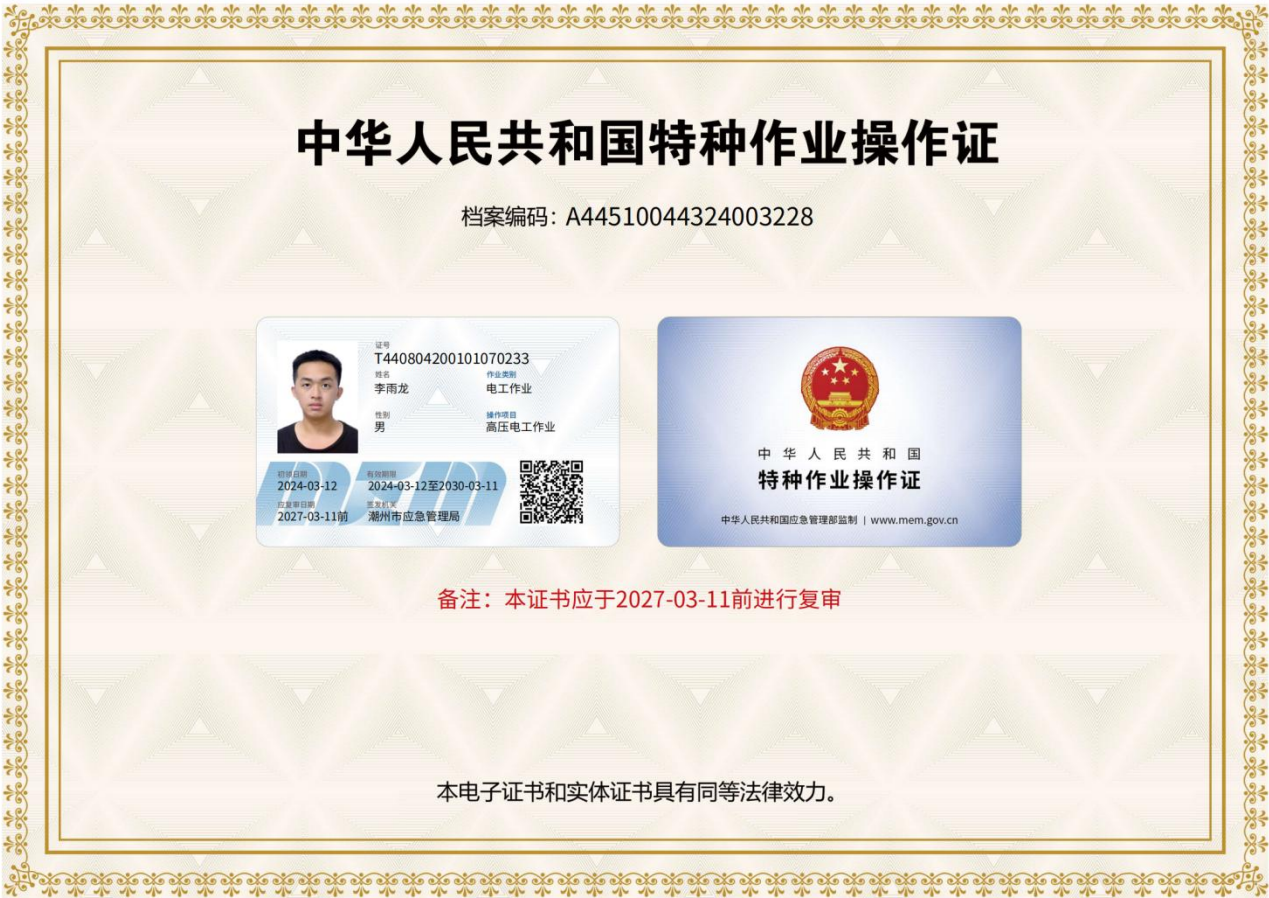 中华人民共和国特种作业操作证
档案编码：A44510044324003228
证号
T440804200101070233
姓名 作业类别
李雨龙 电工作业
性别 操作项目
男 高压电工作业
初领日期 有效期限
2024-03-12 2024-03-12至2030-03-11
应复审日期 签发机关
2027-03-11前 潮州市应急管理局
MEM
中华人民共和国
特种作业操作证
中华人民共和国应急管理部监制 | www.mem.gov.cn
备注：本证书应于2027-03-11前进行复审
本电子证书和实体证书具有同等法律效力。